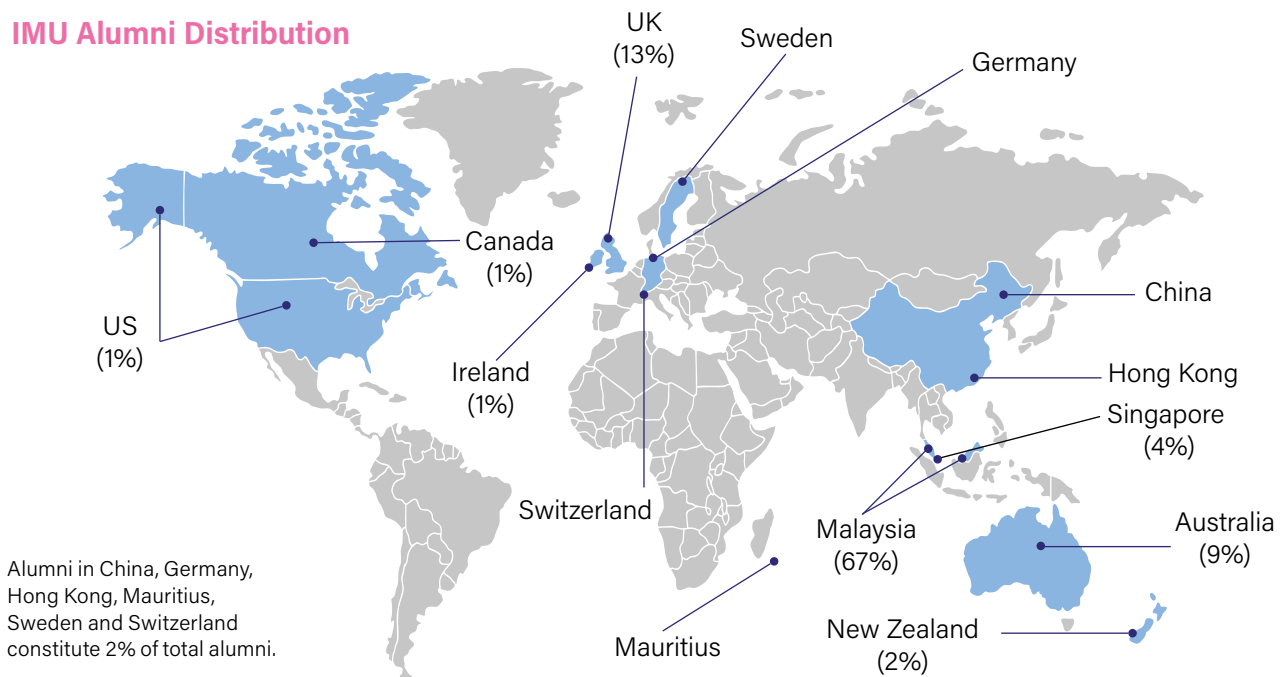 IMU Alumni Distribution
UK
(13%)
Sweden
Germany
Canada
(1%)
US
(1%)
Ireland
(1%)
China
Hong Kong
Singapore
(4%)
Switzerland
Malaysia
(67%)
Australia
(9%)
Mauritius
New Zealand
(2%)
Alumni in China, Germany,
Hong Kong, Mauritius,
Sweden and Switzerland
constitute 2% of total alumni.